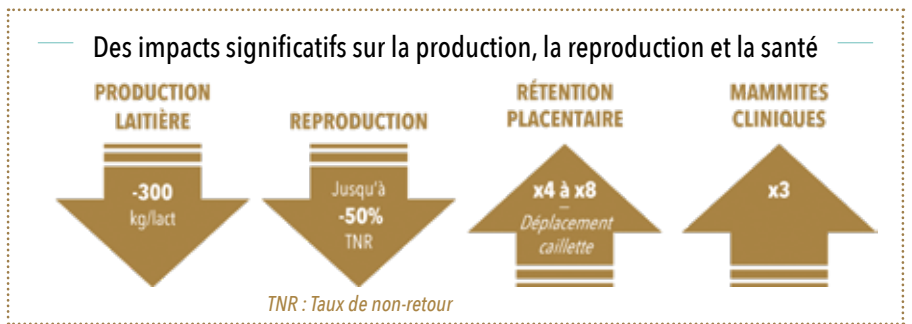 Des impacts significatifs sur la production, la reproduction et la santé
PRODUCTION
LAITIÈRE
-300
kg/lact
REPRODUCTION
Jusqu'à
-50%
TNR
RÉTENTION
PLACENTAIRE
x4 à x8
–
Déplacement
caillette
MAMMITES
CLINIQUES
x3
TNR : Taux de non-retour